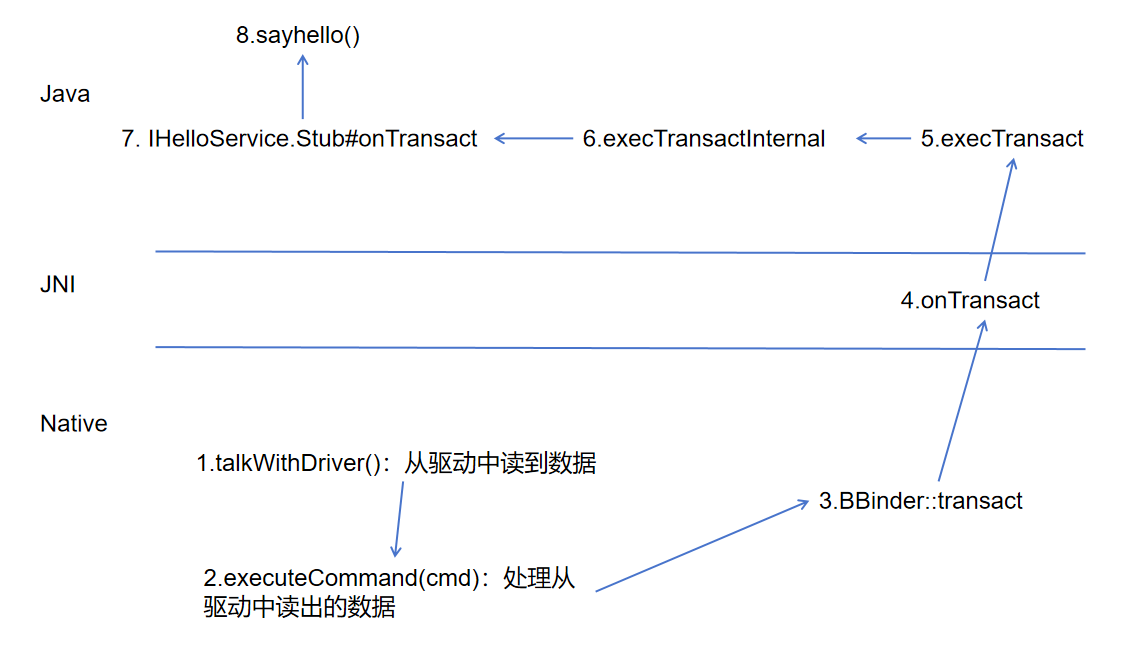 8.sayhello()
Java
7. IHelloService.Stub#onTransact
6.execTransactInternal
5.execTransact
JNI
4.onTransact
Native
1.talkWithDriver()：从驱动中读到数据
3.BBinder::transact
2.executeCommand(cmd)：处理从
驱动中读出的数据